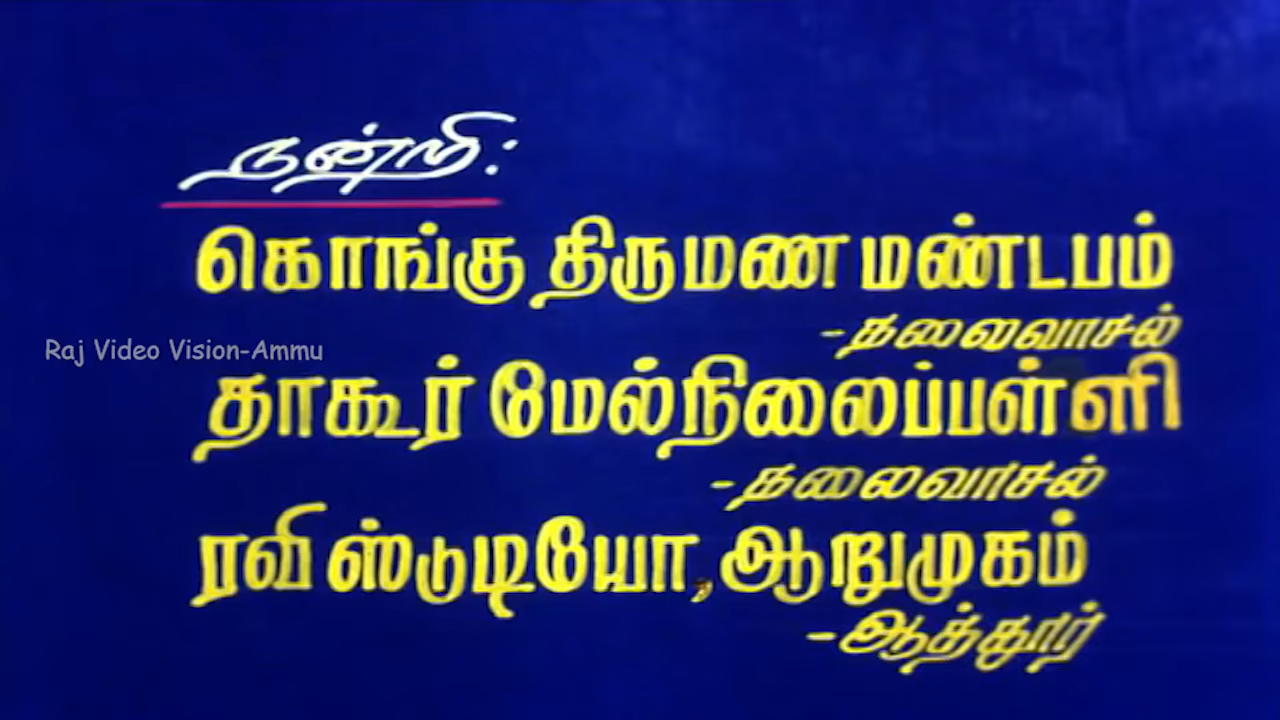 நன்றி:
கொங்கு திருமண மண்டபம்
-தலைவாசல்
Raj Video Vision-Ammu
தாகூர் மேல்நிலைப்பள்ளி
-தலைவாசல்
ரவி ஸ்டுடியோ, ஆறுமுகம்
-ஆத்தூர்